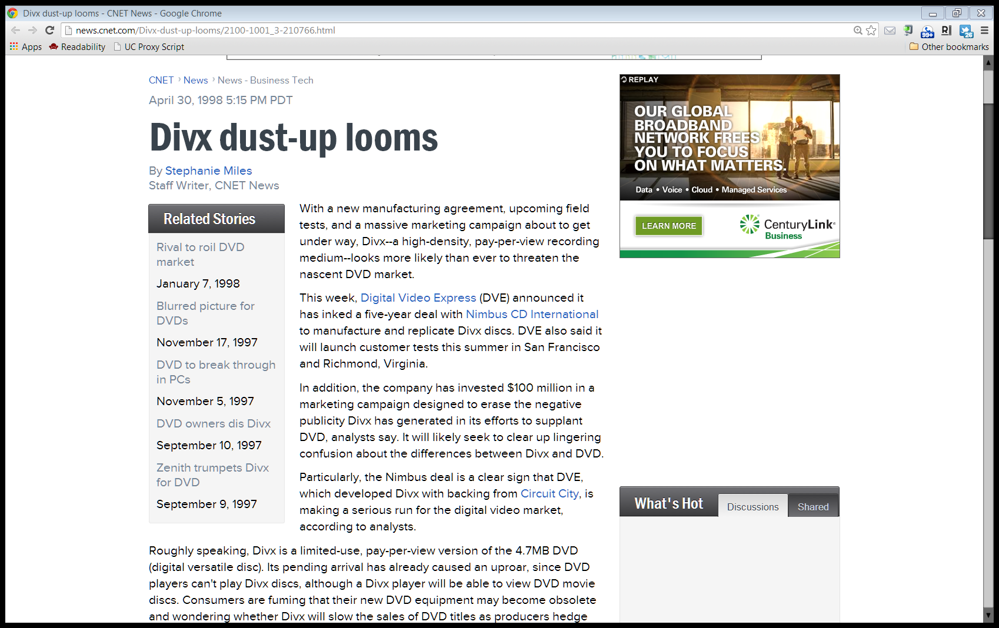 Divx dust-up looms - CNET News - Google Chrome
news.cnet.com/Divx-dust-up-looms/2100-1001_3-210766.html
99+
R
26
Apps
Readability
UC Proxy Script
Other bookmarks
CNET › News › News - Business Tech
April 30, 1998 5:15 PM PDT
Divx dust-up looms
By Stephanie Miles
Staff Writer, CNET News
Related Stories
Rival to roil DVD
market
January 7, 1998
Blurred picture for
DVDs
November 17, 1997
DVD to break through
in PCs
November 5, 1997
DVD owners dis Divx
September 10, 1997
Zenith trumpets Divx
for DVD
September 9, 1997
With a new manufacturing agreement, upcoming field
tests, and a massive marketing campaign about to get
under way, Divx--a high-density, pay-per-view recording
medium--looks more likely than ever to threaten the
nascent DVD market.
This week, Digital Video Express (DVE) announced it
has inked a five-year deal with Nimbus CD International
to manufacture and replicate Divx discs. DVE also said it
will launch customer tests this summer in San Francisco
and Richmond, Virginia.
In addition, the company has invested $100 million in a
marketing campaign designed to erase the negative
publicity Divx has generated in its efforts to supplant
DVD, analysts say. It will likely seek to clear up lingering
confusion about the differences between Divx and DVD.
Particularly, the Nimbus deal is a clear sign that DVE,
which developed Divx with backing from Circuit City, is
making a serious run for the digital video market,
according to analysts.
Roughly speaking, Divx is a limited-use, pay-per-view version of the 4.7MB DVD
(digital versatile disc). Its pending arrival has already caused an uproar, since DVD
players can't play Divx discs, although a Divx player will be able to view DVD movie
discs. Consumers are fuming that their new DVD equipment may become obsolete
and wondering whether Divx will slow the sales of DVD titles as producers hedge
REPLAY
OUR GLOBAL
BROADBAND
NETWORK FREES
YOU TO FOCUS
ON WHAT MATTERS.
Data • Voice • Cloud • Managed Services
LEARN MORE
CenturyLink®
Business
What's Hot
Discussions
Shared